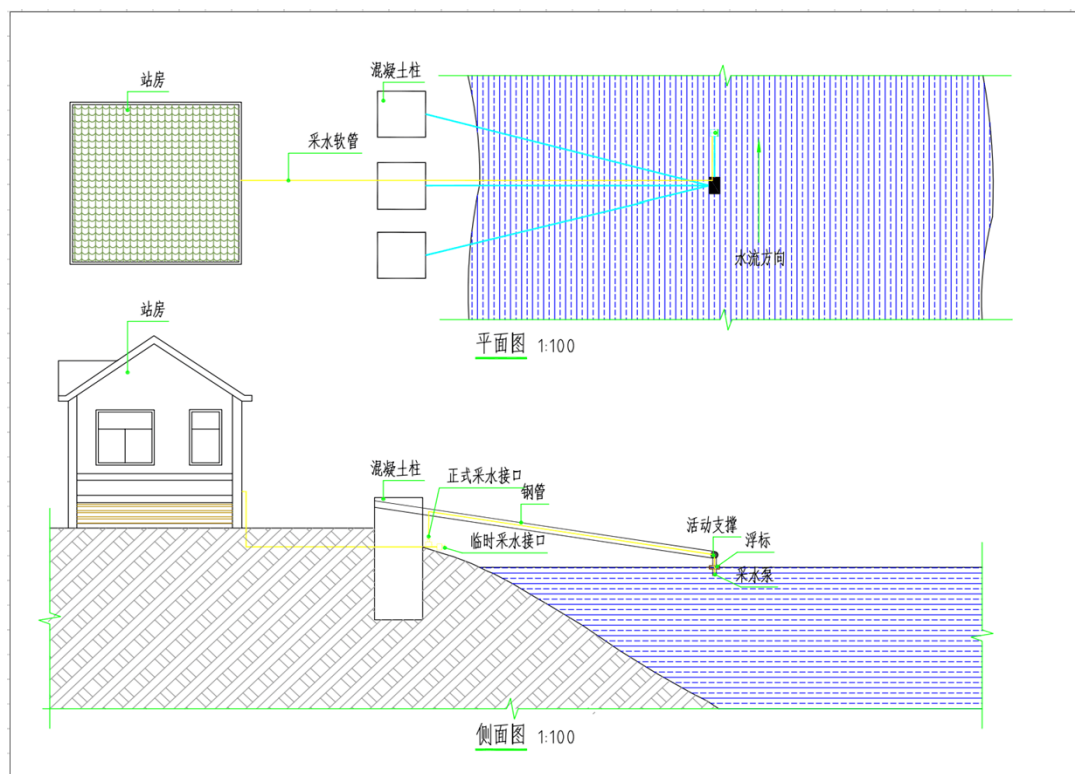 站房
混凝土柱
采水软管
水流方向
平面图 1:100
站房
混凝土柱
正式采水接口
钢管
临时采水接口
活动支撑
浮标
采水泵
侧面图 1:100